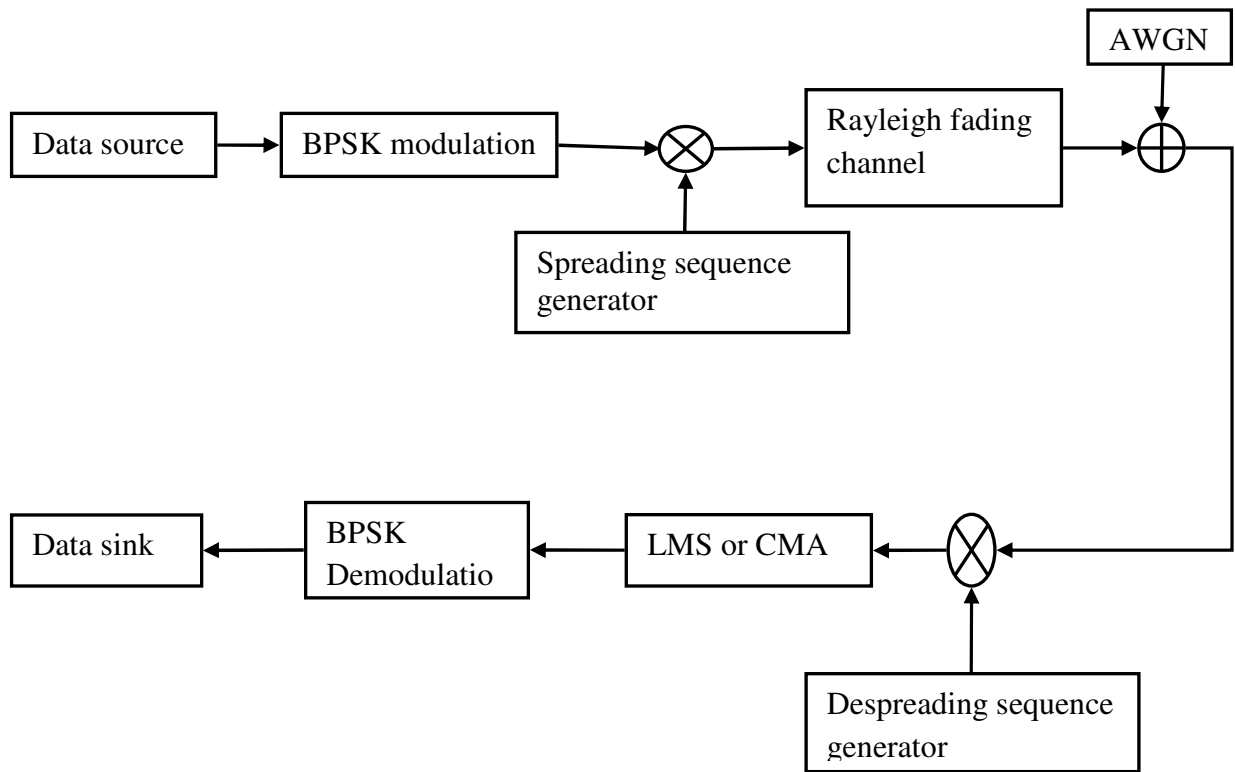 AWGN
Data source
BPSK modulation
Rayleigh fading
channel
Spreading sequence
generator
Data sink
BPSK
Demodulatio
LMS or CMA
Despreading sequence
generator